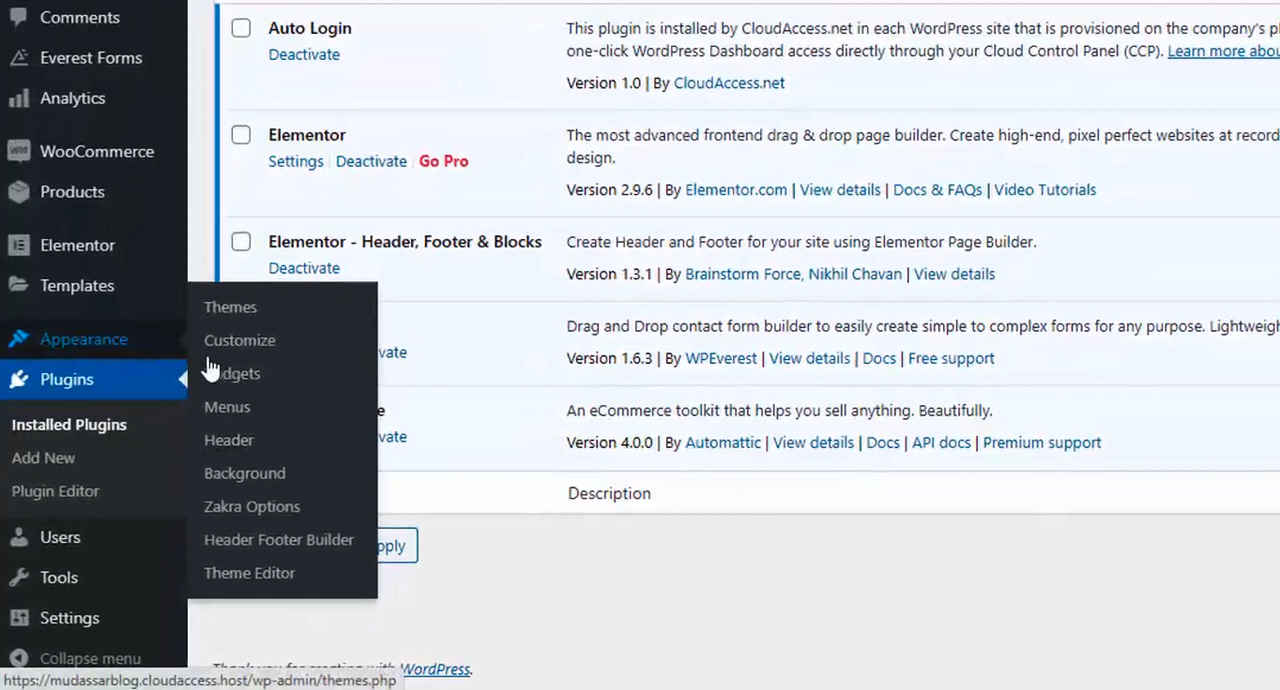 Comments
Everest Forms
Analytics
WooCommerce
Products
Elementor
Templates
Appearance
Plugins
Installed Plugins
Add New
Plugin Editor
Users
Tools
Settings
Collapse menu
Themes
Customize
Menus
Header
Background
Zakra Options
Header Footer Builder
Theme Editor
Auto Login
Deactivate
This plugin is installed by CloudAccess.net in each WordPress site that is provisioned on the company's
one-click WordPress Dashboard access directly through your Cloud Control Panel (CCP). Learn more
Version 1.0 | By CloudAccess.net
Elementor
Settings | Deactivate | Go Pro
The most advanced frontend drag & drop page builder. Create high-end, pixel perfect websites at record
design.
Version 2.9.6 | By Elementor.com | View details | Docs & FAQs | Video Tutorials
Elementor - Header, Footer & Blocks
Deactivate
Create Header and Footer for your site using Elementor Page Builder.
Version 1.3.1 | By Brainstorm Force, Nikhil Chavan | View details
Drag and Drop contact form builder to easily create simple to complex forms for any purpose.
Version 1.6.3 | By WPEverest | View details | Docs | Free support
An eCommerce toolkit that helps you sell anything. Beautifully.
Version 4.0.0 | By Automattic | View details | Docs | API docs | Premium support
Description
WordPress.
https://mudassarblog.cloudaccess.host/wp-admin/themes.php